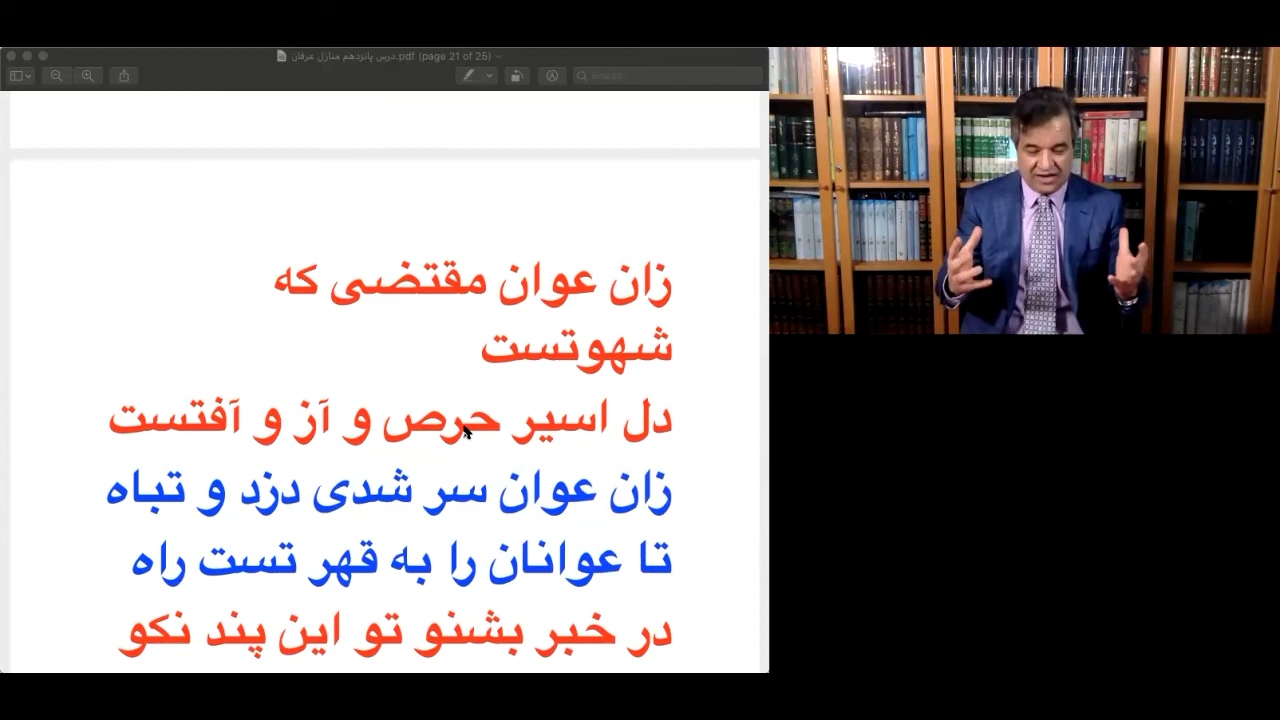 درس پانزدهم منازل عرفان.pdf (page 21 of 25)
Search
زان عوان مقتضی که
شهوتست
دل اسیر حرص و آز و آفتست
زان عوان سر شدی دزد و تباه
تا عوانان را به قهر تست راه
در خبر بشنو تو این پند نکو